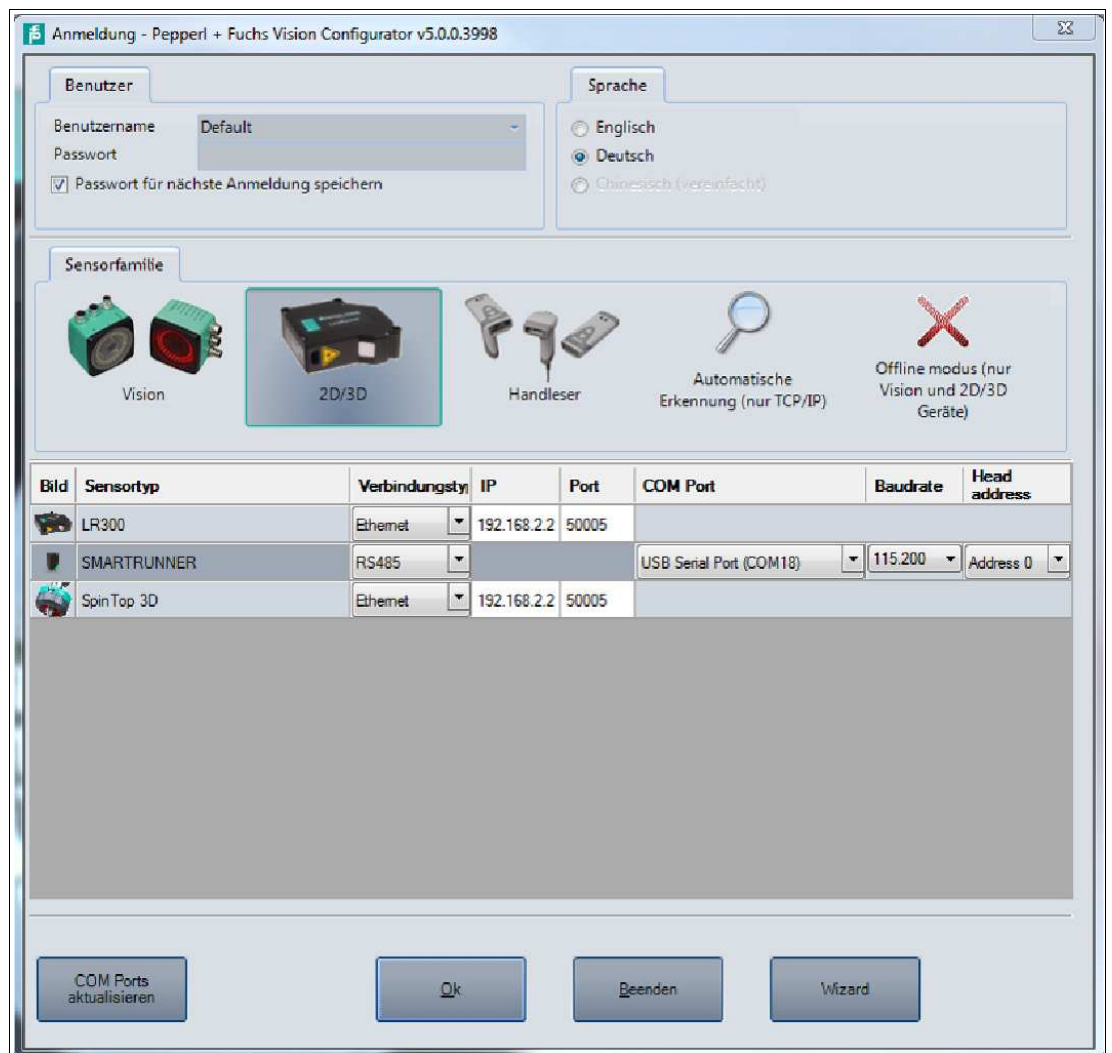 Anmeldung - Pepperl + Fuchs Vision Configurator v5.0.0.3998
Benutzer
Sprache
Benutzername Default
Passwort
Passwort für nächste Anmeldung speichern
Englisch
Deutsch
Chinesisch (vereinfacht)
Sensorfamilie
Vision
2D/3D
Handleser
Automatische
Erkennung (nur TCP/IP)
Offline modus (nur
Vision und 2D/3D
Geräte)
Bild Sensortyp Verbindungsty IP Port COM Port Baudrate Head
address
LR300 Ethernet 192.168.2.2 50005
SMARTRUNNER RS485 USB Serial Port (COM18) 115.200 Address 0
SpinTop 3D Ethernet 192.168.2.2 50005
COM Ports
aktualisieren
Ok
Beenden
Wizard